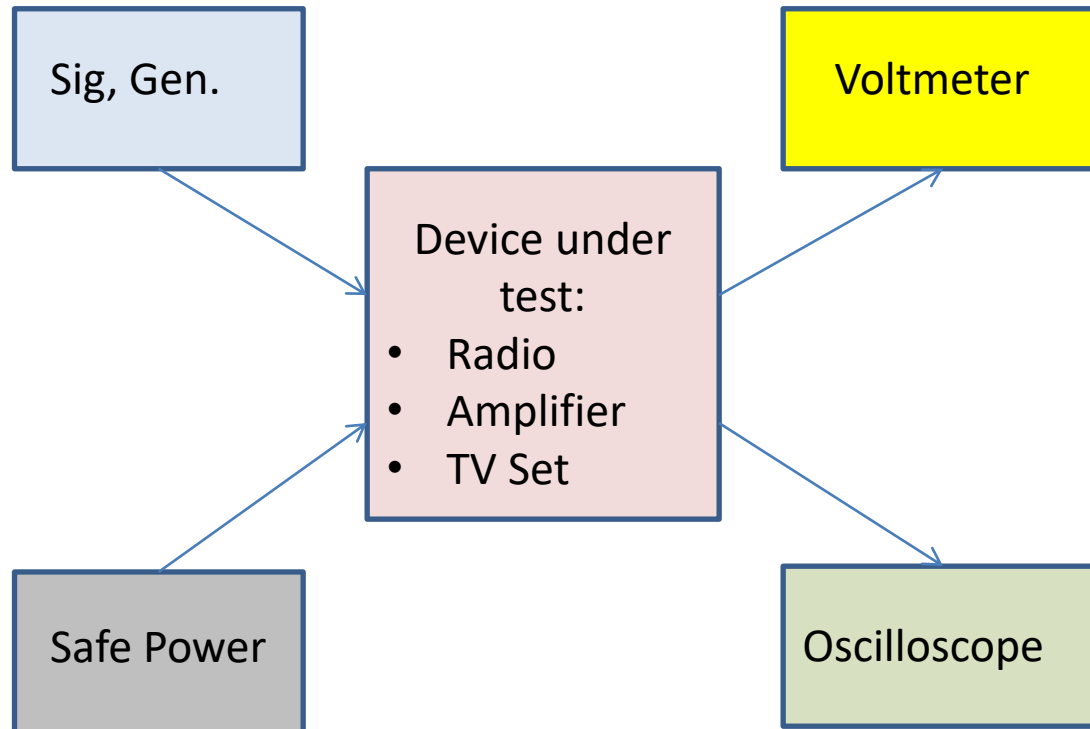 Sig, Gen.
Voltmeter
Device under
test:
• Radio
• Amplifier
• TV Set
Safe Power
Oscilloscope